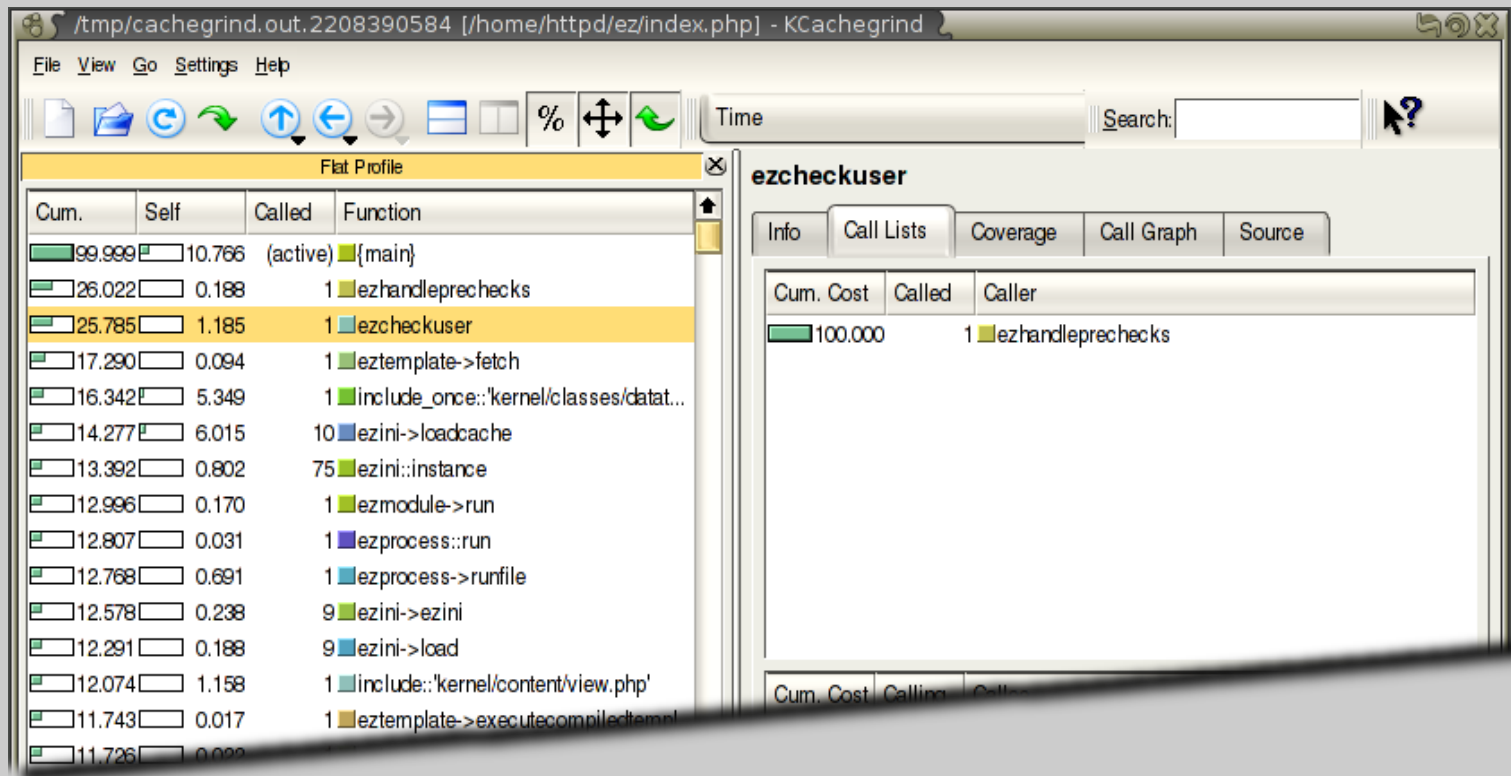 /tmp/cachegrind.out.2208390584 [/home/httpd/ez/index.php] - KCachegrind
File View Go Settings Help
% Time Search: ?
Flat Profile
Cum. Self Called Function
99.999 10.766 (active) {main}
26.022 0.188 1 ezhandleprechecks
25.785 1.185 1 ezcheckuser
17.290 0.094 1 eztemplate->fetch
16.342 5.349 1 include_once::'kernel/classes/datat...
14.277 6.015 10 ezini->loadcache
13.392 0.802 75 ezini::instance
12.996 0.170 1 ezmodule->run
12.807 0.031 1 ezprocess::run
12.768 0.691 1 ezprocess->runfile
12.578 0.238 9 ezini->ezini
12.291 0.188 9 ezini->load
12.074 1.158 1 include::'kernel/content/view.php'
11.743 0.017 1 eztemplate->executecompiledtempl
11.726 0.022
ezcheckuser
Info Call Lists Coverage Call Graph Source
Cum. Cost Called Caller
100.000 1 ezhandleprechecks
Cum. Cost Calling Callee